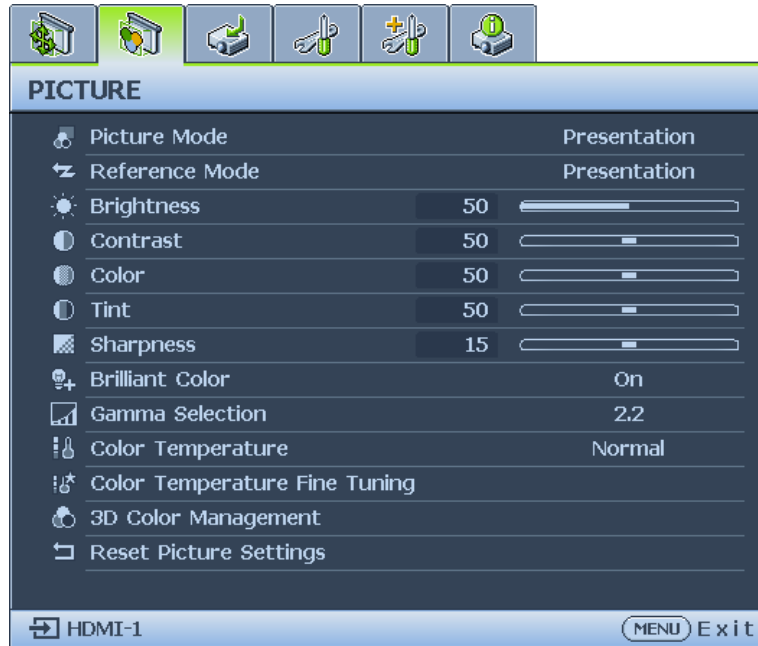 PICTURE
Picture Mode Presentation
Reference Mode Presentation
Brightness 50
Contrast 50
Color 50
Tint 50
Sharpness 15
Brilliant Color On
Gamma Selection 2.2
Color Temperature Normal
Color Temperature Fine Tuning
3D Color Management
Reset Picture Settings
HDMI-1 MENU Exit